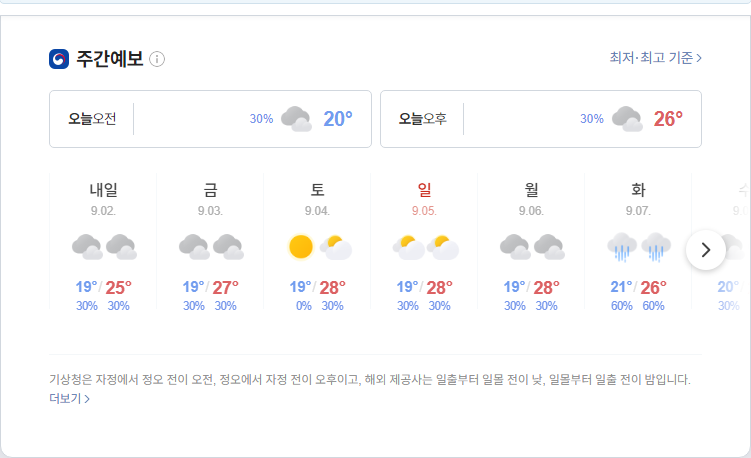 주간예보
최저·최고 기준
오늘오전 30% 20°
오늘오후 30% 26°
내일 금 토 일 월 화
9.02. 9.03. 9.04. 9.05. 9.06. 9.07.
19°/25° 19°/27° 19°/28° 19°/28° 19°/28° 21°/26° 20°
30% 30% 30% 30% 0% 30% 30% 30% 30% 30% 60% 60%
기상청은 자정에서 정오 전이 오전, 정오에서 자정 전이 오후이고, 해외 제공사는 일출부터 일몰 전이 낮, 일몰부터 일출 전이 밤입니다.
더보기